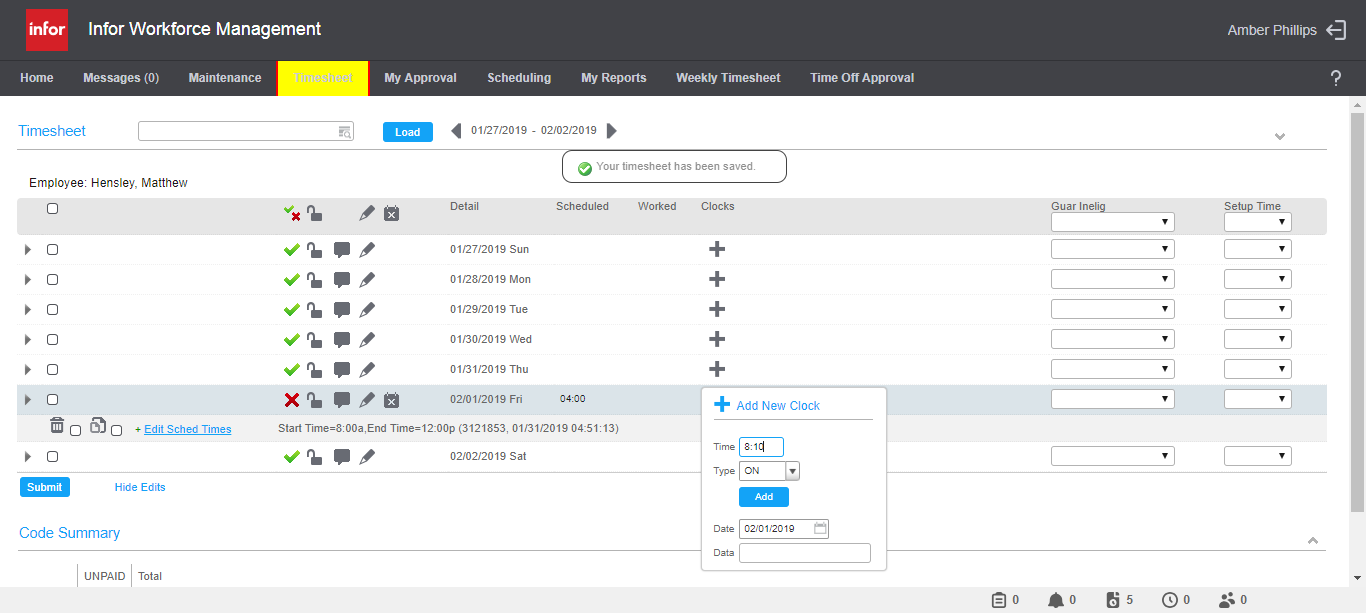 infor Infor Workforce Management Amber Phillips
Home Messages (0) Maintenance Timesheet My Approval Scheduling My Reports Weekly Timesheet Time Off Approval ?
Timesheet Load 01/27/2019 - 02/02/2019
Your timesheet has been saved.
Employee: Hensley, Matthew
Detail Scheduled Worked Clocks Guar Inelig Setup Time
01/27/2019 Sun
01/28/2019 Mon
01/29/2019 Tue
01/30/2019 Wed
01/31/2019 Thu
02/01/2019 Fri 04:00
+ Edit Sched Times Start Time=8:00a,End Time=12:00p (3121853, 01/31/2019 04:51:13)
02/02/2019 Sat
Add New Clock
Time 8:10
Type ON
Add
Date 02/01/2019
Data
Submit Hide Edits
Code Summary
UNPAID Total
0 0 5 0 0